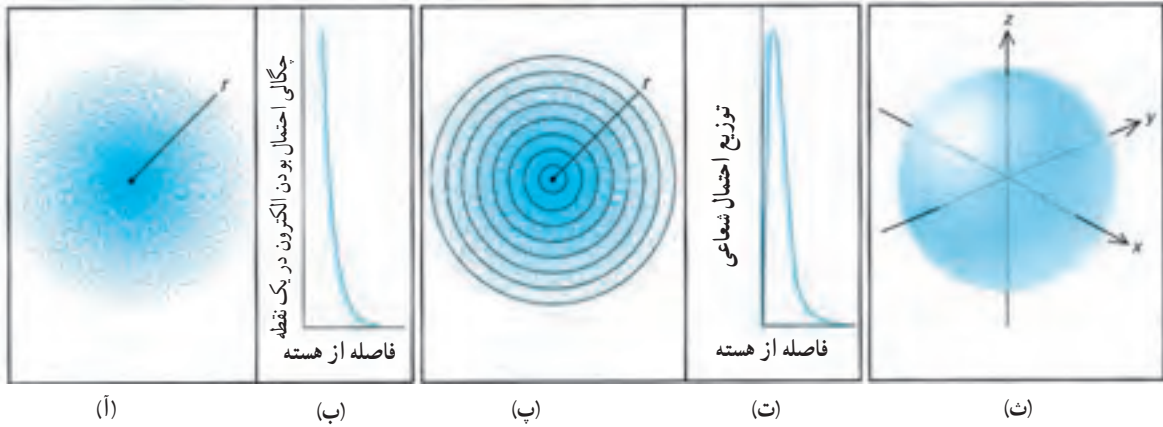 r
چگالی احتمال بودن الکترون در یک نقطه
فاصله از هسته
r
توزیع احتمال شعاعی
فاصله از هسته
z
y
x
(آ)
(ب)
(پ)
(ت)
(ث)